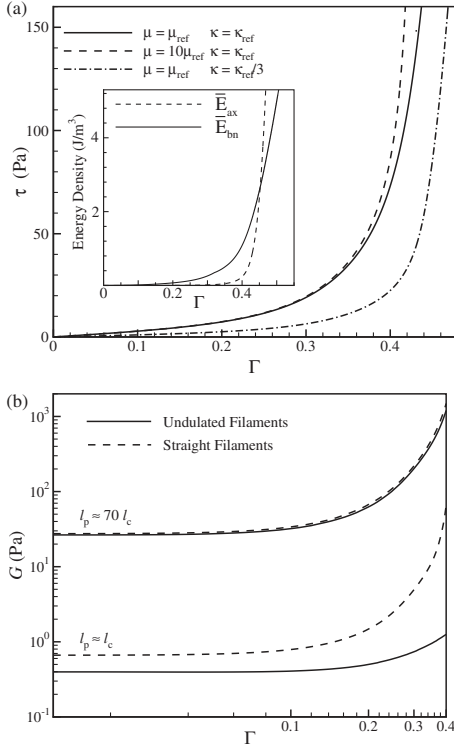 (a)
μ = μref κ = κref
μ = 10μref κ = κref
μ = μref κ = κref/3
150
100
50
0
τ (Pa)
Energy Density (J/m³)
4
2
0
Ēax
Ēbn
0 0.2 0.4
Γ
0 0.1 0.2 0.3 0.4
Γ
(b)
Undulated Filaments
Straight Filaments
10³
10²
10¹
10⁰
10⁻¹
G (Pa)
lp ≈ 70 lc
lp ≈ lc
0.1 0.2 0.3 0.4
Γ